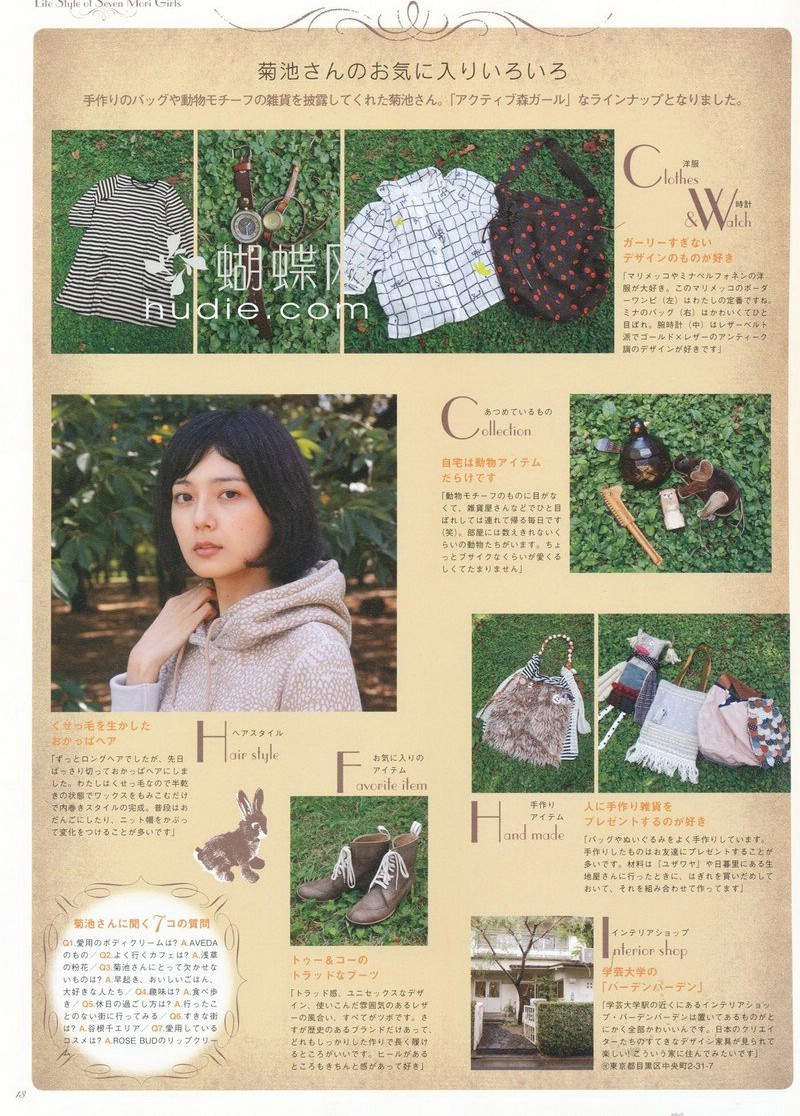 Life Style of Seven Mori Girls
菊池さんのお気に入りいろいろ
手作りのバッグや動物モチーフの雑貨を披露してくれた菊池さん。「アクティブ森ガール」なラインナップとなりました。
Clothes 洋服
&Watch 時計
ガーリーすぎない
デザインのものが好き
「マリメッコやミナペルフォネンの洋
服が大好き。このマリメッコのボーダ
ーワンピ（左）はわたしの定番ですね。
ミナのバッグ（右）はかわいくてひと
目ぼれ。腕時計（中）はレザーベルト
派でゴールド×レザーのアンティーク
調のデザインが好きです」
蝴蝶
hudie.com
Collection あつめているもの
自宅は動物アイテム
だらけです
「動物モチーフのものに目がな
くて、雑貨屋さんなどでひと目
ぼれしては連れて帰る毎日です
（笑）。部屋には数えきれないく
らいの動物たちがいます。ちょ
っとブサイクなくらいが愛くる
しくてたまりません」
くせっ毛を生かした
おかっぱヘア
Hair style ヘアスタイル
「ずっとロングヘアでしたが、先日
ばっさり切っておかっぱヘアにしま
した。わたしはくせっ毛なので半乾
きの状態でワックスをもみこむだけ
で内巻きスタイルの完成。普段はお
だんごにしたり、ニット帽をかぶっ
て変化をつけることが多いです」
Favorite item お気に入りの
アイテム
トゥー＆コーの
トラッドなブーツ
「トラッド感、ユニセックスなデザ
イン、使いこんだ雰囲気のあるレザ
ーの風合い、すべてがツボです。さ
すが歴史のあるブランドだけあって、
どれもしっかりした作りで長く履け
るところがいいです。ヒールがある
ところもきちんと感があって好き」
Hand made 手作り
アイテム
人に手作り雑貨を
プレゼントするのが好き
「バッグやぬいぐるみをよく手作りしています。
手作りしたものはお友達にプレゼントすることが
多いです。材料は『ユザワヤ』や日暮里にある生
地屋さんに行ったときに、はぎれを買いだめして
おいて、それを組み合わせて作ってます」
Interior shop インテリアショップ
学芸大学の
「バーデンバーデン」
「学芸大学駅の近くにあるインテリアショッ
プ・バーデンバーデンは置いてあるものがと
にかく全部かわいいんです。日本のクリエイ
ターたちのすてきなデザイン家具が見られて
楽しい！こういう家に住んでみたいです」
東京都目黒区中央町2-31-7
菊池さんに聞く7コの質問
Q1.愛用のボディクリームは? A.AVEDA
のもの／Q2.よく行くカフェは? A.浅草
の粉花／Q3.菊池さんにとって欠かせな
いものは? A.早起き、おいしいごはん、
大好きな人たち／Q4.趣味は? A.食べ歩
き／Q5.休日の過ごし方は? A.行ったこ
とのない街に行ってみる／Q6.すきな街
は? A.谷根千エリア／Q7.愛用している
コスメは? A.ROSE BUDのリップクリー
13